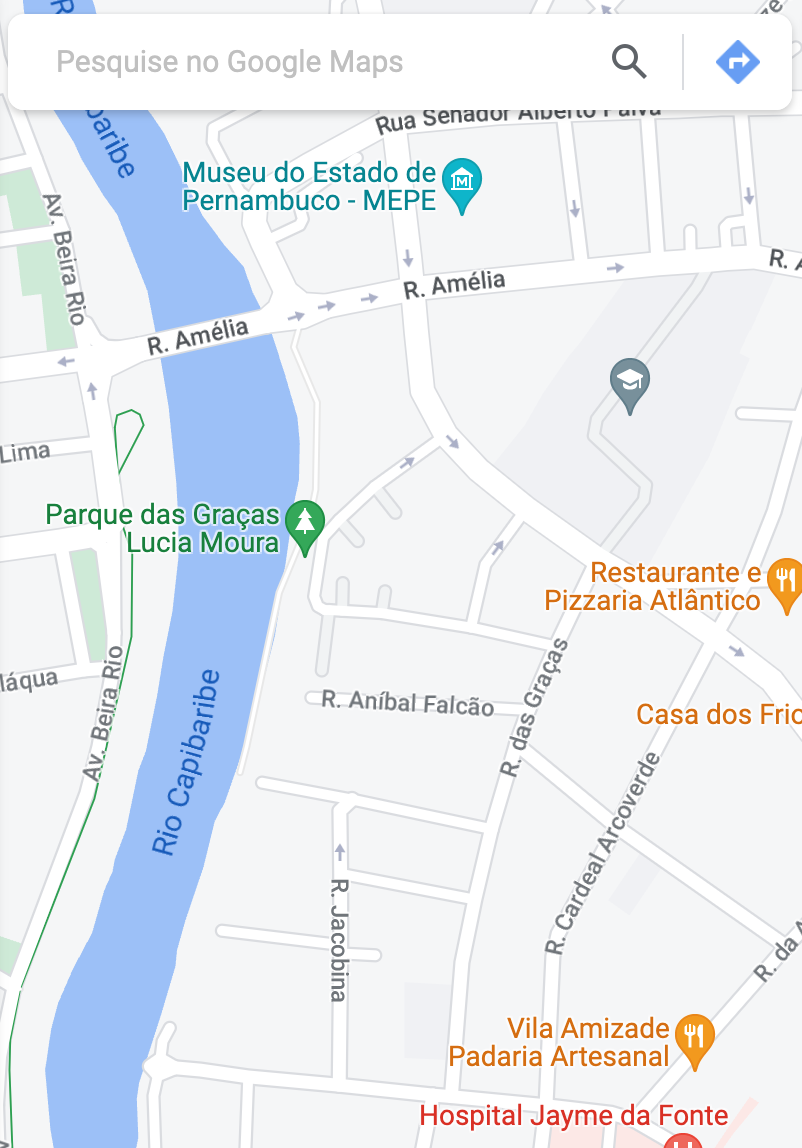 Pesquise no Google Maps
Rua Senador Alberto Paiva
Museu do Estado de
Pernambuco - MEPE
Av. Beira Rio
R. Amélia
R. Amélia
Lima
Parque das Graças
Lucia Moura
Restaurante e
Pizzaria Atlântico
Av. Beira Rio
Rio Capibaribe
R. Aníbal Falcão
R. das Graças
R. Cardeal Arcoverde
R. Jacobina
R. da
Vila Amizade
Padaria Artesanal
Hospital Jayme da Fonte
Casa dos Frio